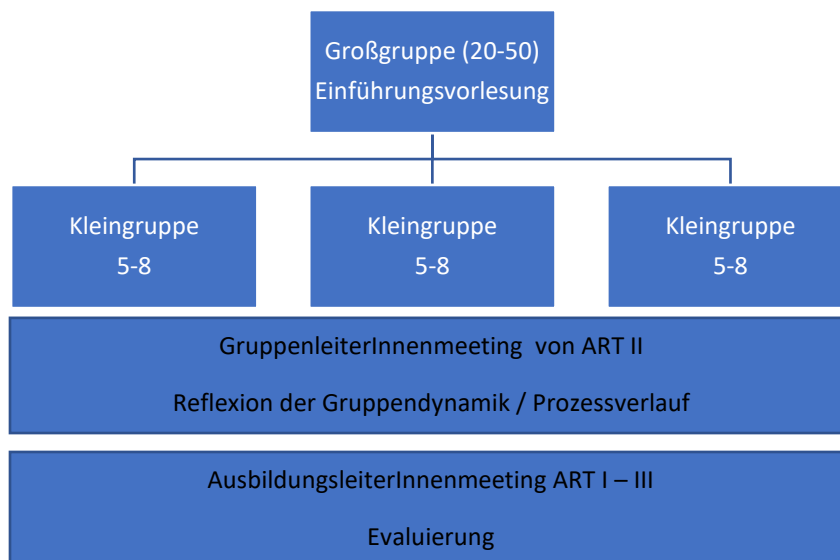 Großgruppe (20-50)
Einführungsvorlesung
Kleingruppe
5-8
Kleingruppe
5-8
Kleingruppe
5-8
GruppenleiterInnenmeeting von ART II
Reflexion der Gruppendynamik / Prozessverlauf
AusbildungsleiterInnenmeeting ART I – III
Evaluierung